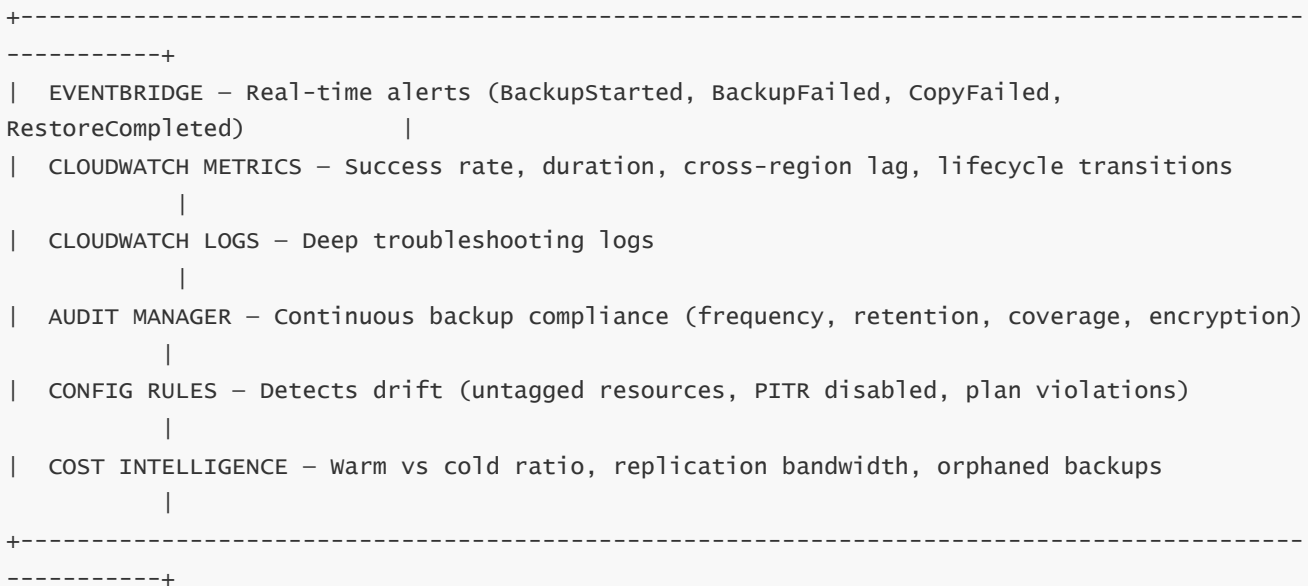 +------------------------------------------------------------------------------------
-----------+
|  EVENTBRIDGE — Real-time alerts (BackupStarted, BackupFailed, CopyFailed,
RestoreCompleted)              |
|  CLOUDWATCH METRICS — Success rate, duration, cross-region lag, lifecycle transitions
           |
|  CLOUDWATCH LOGS — Deep troubleshooting logs
           |
|  AUDIT MANAGER — Continuous backup compliance (frequency, retention, coverage, encryption)
          |
|  CONFIG RULES — Detects drift (untagged resources, PITR disabled, plan violations)
          |
|  COST INTELLIGENCE — Warm vs cold ratio, replication bandwidth, orphaned backups
          |
+------------------------------------------------------------------------------------
-----------+